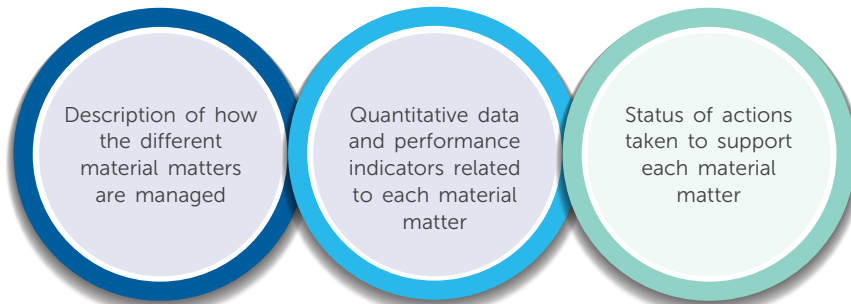 Description of how
the different
material matters
are managed
Quantitative data
and performance
indicators related
to each material
matter
Status of actions
taken to support
each material
matter